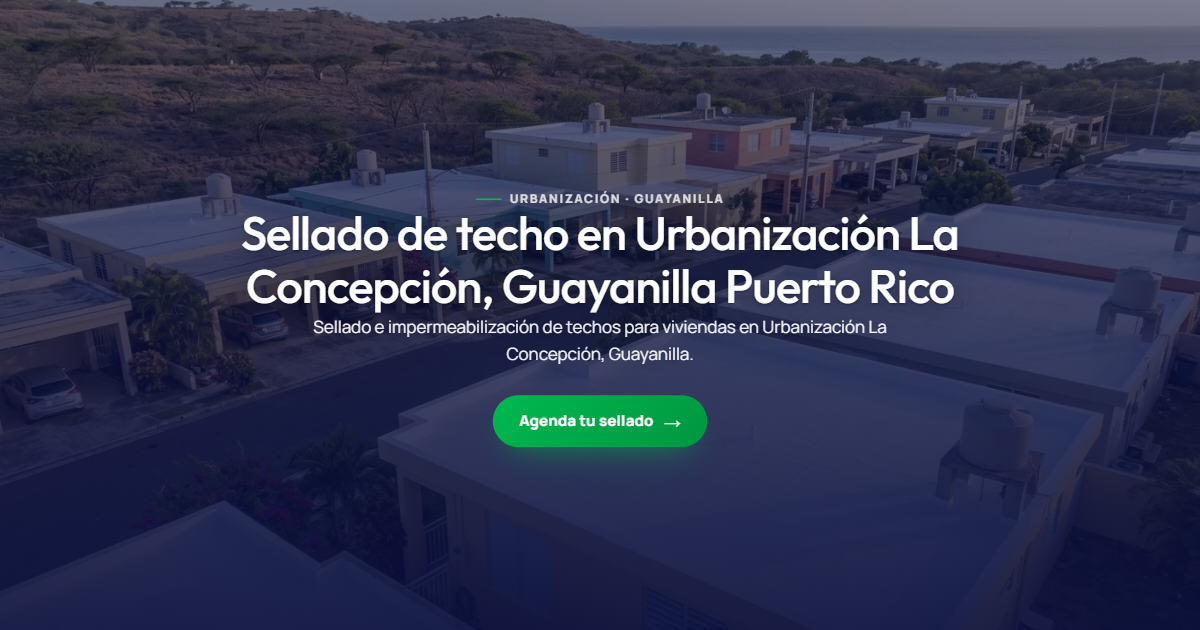 URBANIZACIÓN · GUAYANILLA
Sellado de techo en Urbanización La
Concepción, Guayanilla Puerto Rico
Sellado e impermeabilización de techos para viviendas en Urbanización La
Concepción, Guayanilla.
Agenda tu sellado →